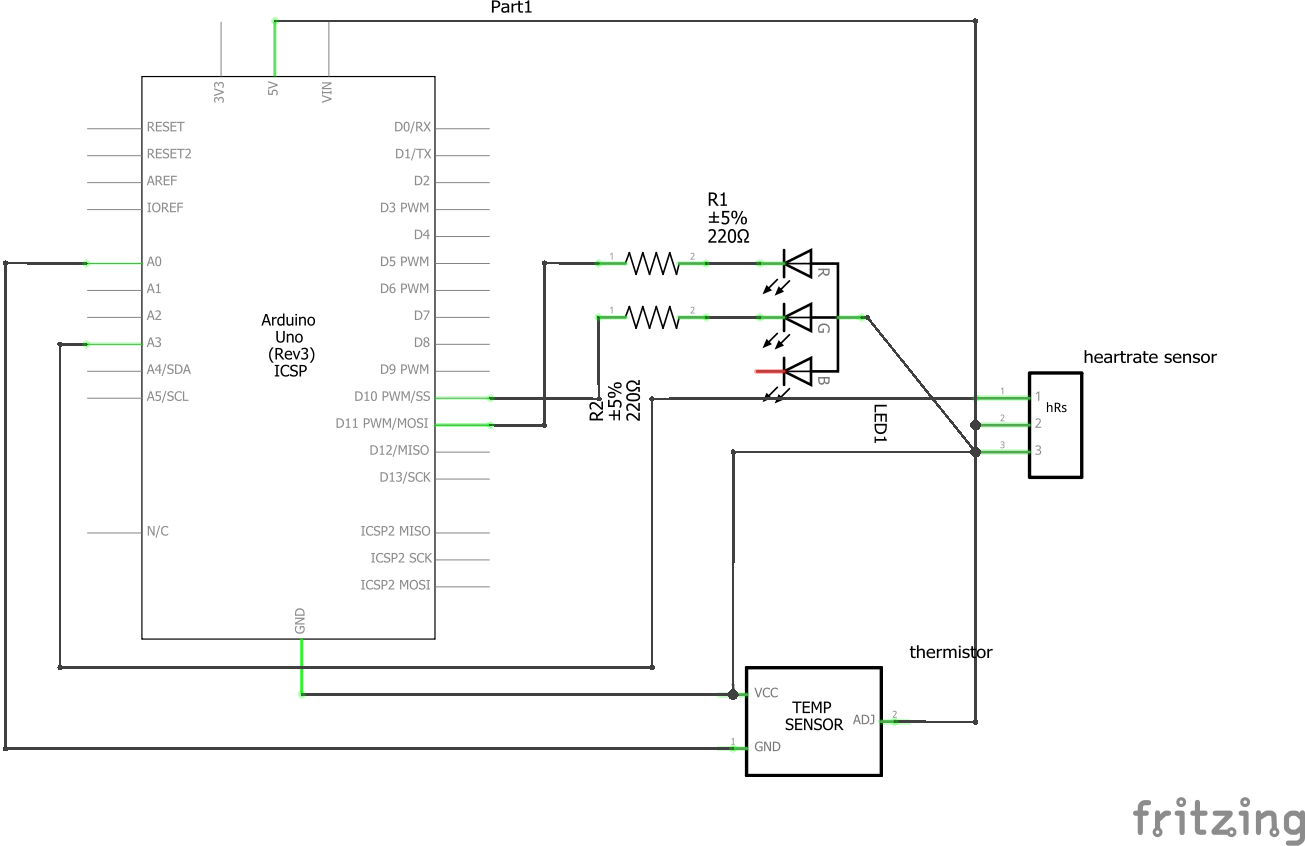 Part1
3V3
5V
VIN
RESET
RESET2
AREF
IOREF
A0
A1
A2
A3
A4/SDA
A5/SCL
N/C
Arduino
Uno
(Rev3)
ICSP
D0/RX
D1/TX
D2
D3 PWM
D4
D5 PWM
D6 PWM
D7
D8
D9 PWM
D10 PWM/SS
D11 PWM/MOSI
D12/MISO
D13/SCK
ICSP2 MISO
ICSP2 SCK
ICSP2 MOSI
GND
R1
±5%
220Ω
1
2
R
1
2
G
B
R2
±5%
220Ω
LED1
heartrate sensor
1
2
3
1
2
3
hRs
thermistor
VCC
TEMP
SENSOR
ADJ
2
1
GND
fritzing